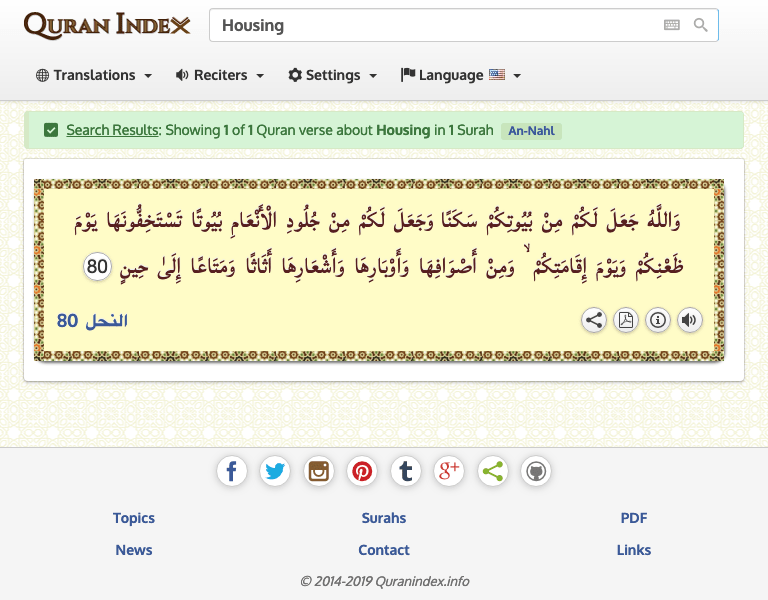 QURAN INDEX
Housing
Translations
Reciters
Settings
Language
Search Results: Showing 1 of 1 Quran verse about Housing in 1 Surah An-Nahl
وَاللَّهُ جَعَلَ لَكُمْ مِنْ بُيُوتِكُمْ سَكَنًا وَجَعَلَ لَكُمْ مِنْ جُلُودِ الْأَنْعَامِ بُيُوتًا تَسْتَخِفُّونَهَا يَوْمَ
ظَعْنِكُمْ وَيَوْمَ إِقَامَتِكُمْ ۙ وَمِنْ أَصْوَافِهَا وَأَوْبَارِهَا وَأَشْعَارِهَا أَثَاثًا وَمَتَاعًا إِلَىٰ حِينٍ 80
النحل 80
Topics
Surahs
PDF
News
Contact
Links
© 2014-2019 Quranindex.info